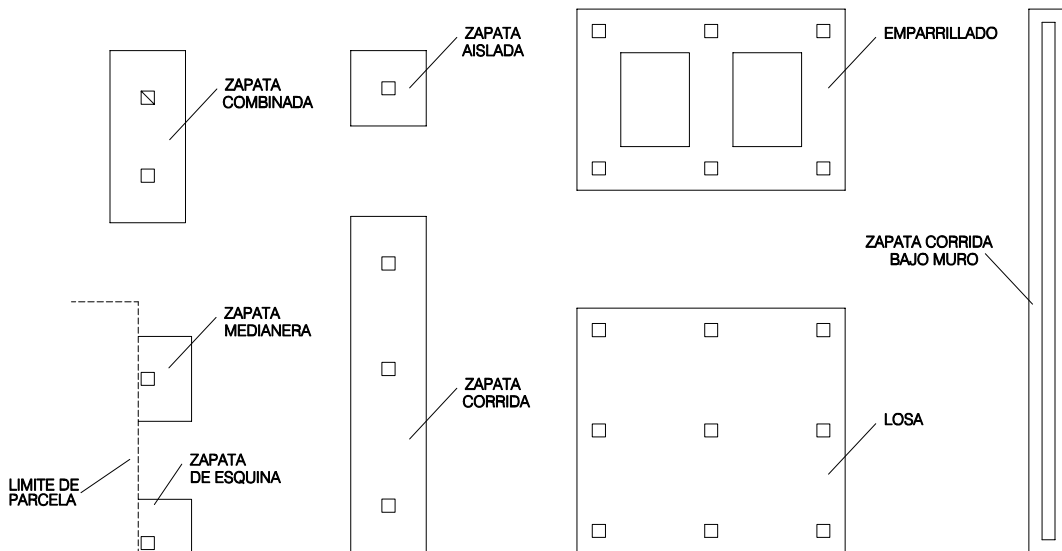 ZAPATA
COMBINADA
ZAPATA
AISLADA
EMPARRILLADO
ZAPATA CORRIDA
BAJO MURO
ZAPATA
MEDIANERA
ZAPATA
CORRIDA
LOSA
ZAPATA
DE ESQUINA
LIMITE DE
PARCELA